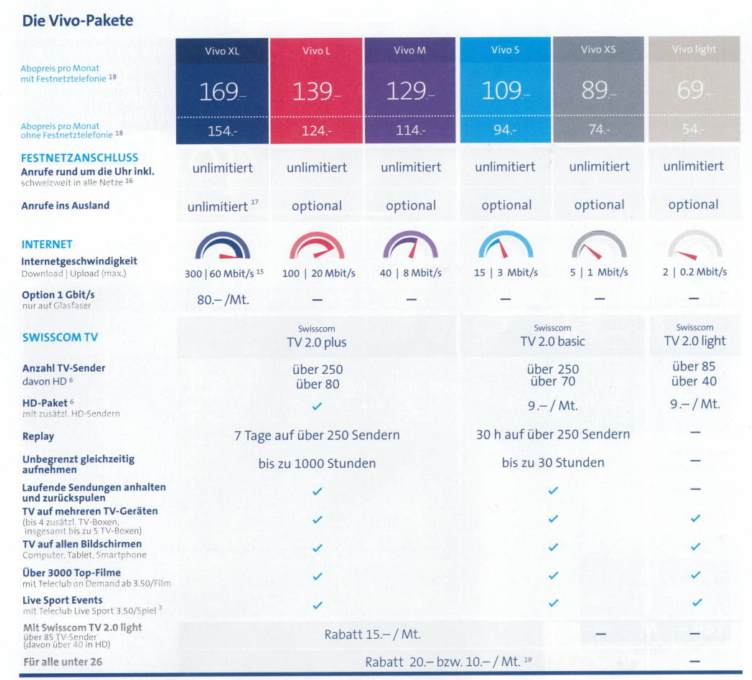 Die Vivo-Pakete
Vivo XL Vivo L Vivo M Vivo S Vivo XS Vivo light
Abopreis pro Monat
mit Festnetztelefonie 18
169.– 139.– 129.– 109.– 89.– 69.–
Abopreis pro Monat
ohne Festnetztelefonie 18
154.- 124.- 114.- 94.- 74.- 54.-
FESTNETZANSCHLUSS
Anrufe rund um die Uhr inkl.
schweizweit in alle Netze 16
unlimitiert unlimitiert unlimitiert unlimitiert unlimitiert unlimitiert
Anrufe ins Ausland unlimitiert 17 optional optional optional optional optional
INTERNET
Internetgeschwindigkeit
Download | Upload (max.) 300 | 60 Mbit/s 15 100 | 20 Mbit/s 40 | 8 Mbit/s 15 | 3 Mbit/s 5 | 1 Mbit/s 2 | 0.2 Mbit/s
Option 1 Gbit/s
nur auf Glasfaser
80.– /Mt. – – – – –
SWISSCOM TV
Swisscom Swisscom Swisscom
TV 2.0 plus TV 2.0 basic TV 2.0 light
Anzahl TV-Sender über 250 über 250 über 85
davon HD 6 über 80 über 70 über 40
HD-Paket 6 ✓ 9.– / Mt. 9.– / Mt.
mit zusätzl. HD-Sendern
Replay 7 Tage auf über 250 Sendern 30 h auf über 250 Sendern –
Unbegrenzt gleichzeitig
aufnehmen
bis zu 1000 Stunden bis zu 30 Stunden –
Laufende Sendungen anhalten
und zurückspulen
✓ ✓ –
TV auf mehreren TV-Geräten
(bis 4 zusätzl. TV-Boxen,
insgesamt bis zu 5 TV-Boxen)
✓ ✓ ✓
TV auf allen Bildschirmen
Computer, Tablet, Smartphone
✓ ✓ ✓
Über 3000 Top-Filme
mit Teleclub on Demand ab 3.50/Film
✓ ✓ ✓
Live Sport Events
mit Teleclub Live Sport 3.50/Spiel 3
✓ ✓ ✓
Mit Swisscom TV 2.0 light
über 85 TV-Sender
(davon über 40 in HD)
Rabatt 15.– / Mt. – –
Für alle unter 26 Rabatt 20.– bzw. 10.– / Mt. 19 –